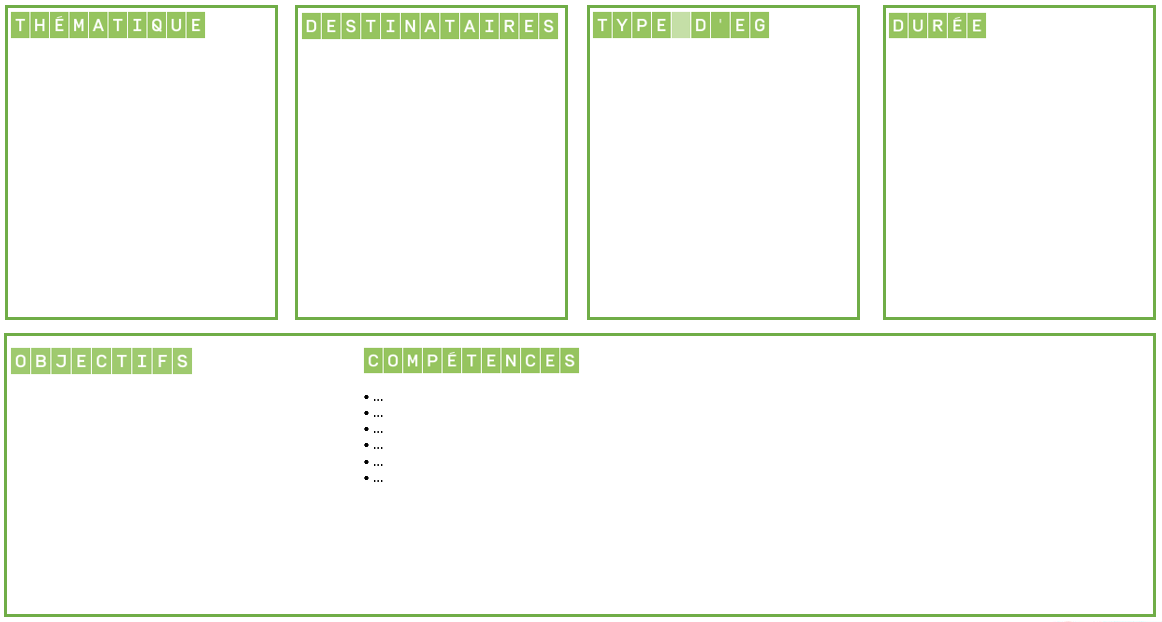 THÉMATIQUE
DESTINATAIRES
TYPE D'EG
DURÉE
OBJECTIFS
COMPÉTENCES
• ...
• ...
• ...
• ...
• ...
• ...